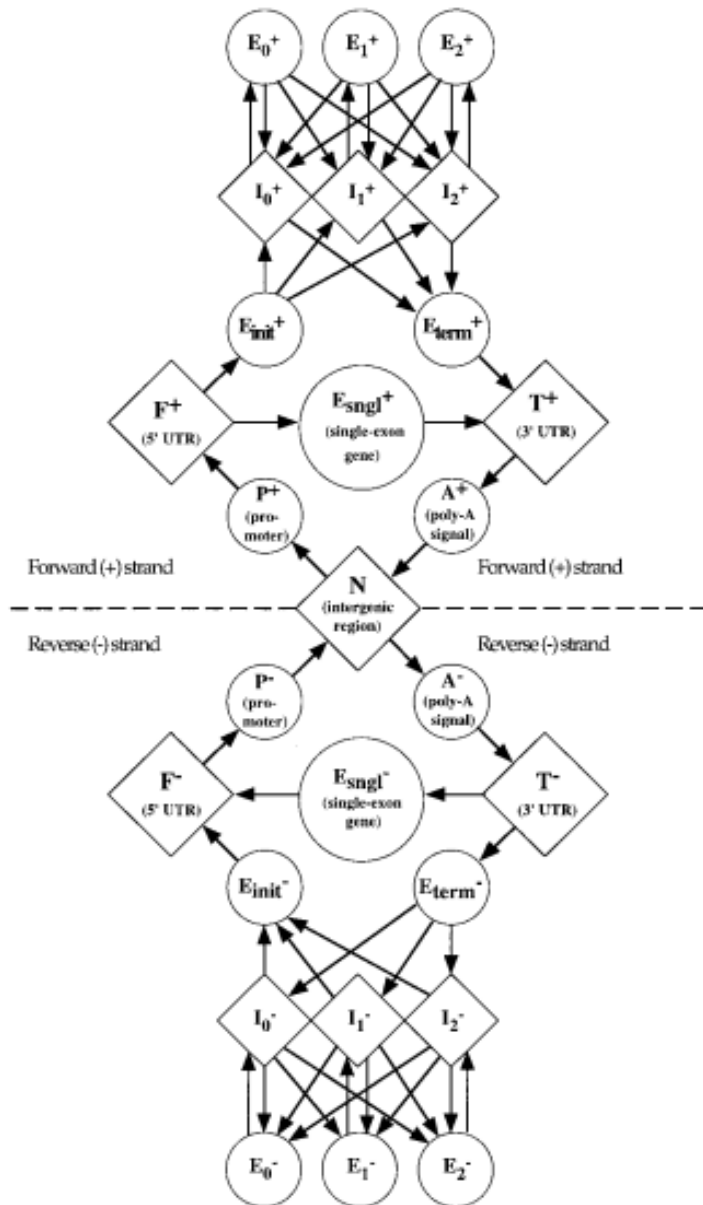 E₀⁺ E₁⁺ E₂⁺
I₀⁺ I₁⁺ I₂⁺
Einit⁺ Eterm⁺
F⁺
(5' UTR)
Esngl⁺
(single-exon
gene)
T⁺
(3' UTR)
P⁺
(pro-
moter)
A⁺
(poly-A
signal)
Forward (+) strand
N
(intergenic
region)
Forward (+) strand
Reverse (-) strand
Reverse (-) strand
P⁻
(pro-
moter)
A⁻
(poly-A
signal)
F⁻
(5' UTR)
Esngl⁻
(single-exon
gene)
T⁻
(3' UTR)
Einit⁻ Eterm⁻
I₀⁻ I₁⁻ I₂⁻
E₀⁻ E₁⁻ E₂⁻